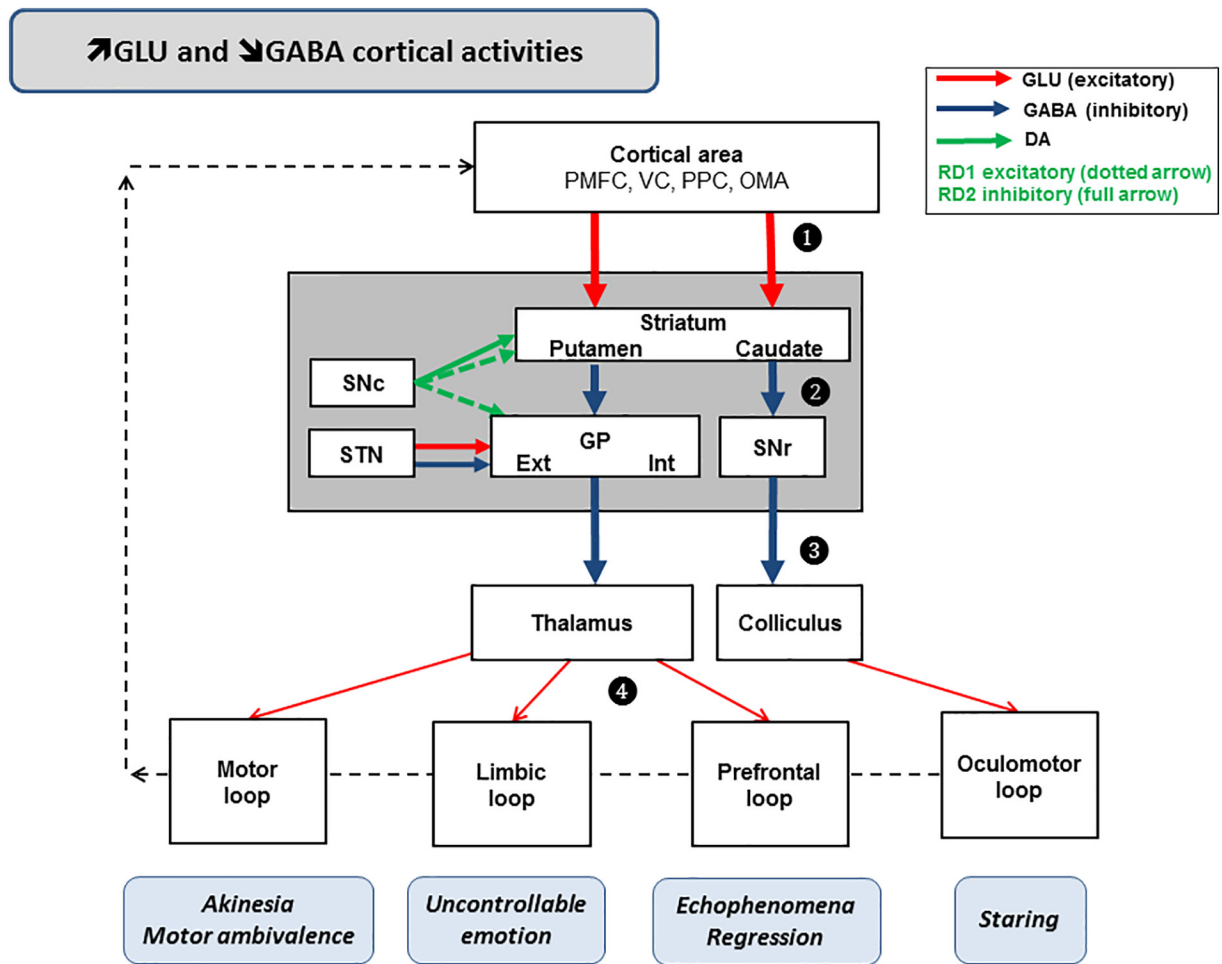 ↗GLU and ↘GABA cortical activities
GLU (excitatory)
GABA (inhibitory)
DA
RD1 excitatory (dotted arrow)
RD2 inhibitory (full arrow)
Cortical area
PMFC, VC, PPC, OMA
1
Striatum
Putamen Caudate
SNc
2
GP
Ext Int
SNr
STN
3
Thalamus
Colliculus
4
Motor
loop
Limbic
loop
Prefrontal
loop
Oculomotor
loop
Akinesia
Motor ambivalence
Uncontrollable
emotion
Echophenomena
Regression
Staring